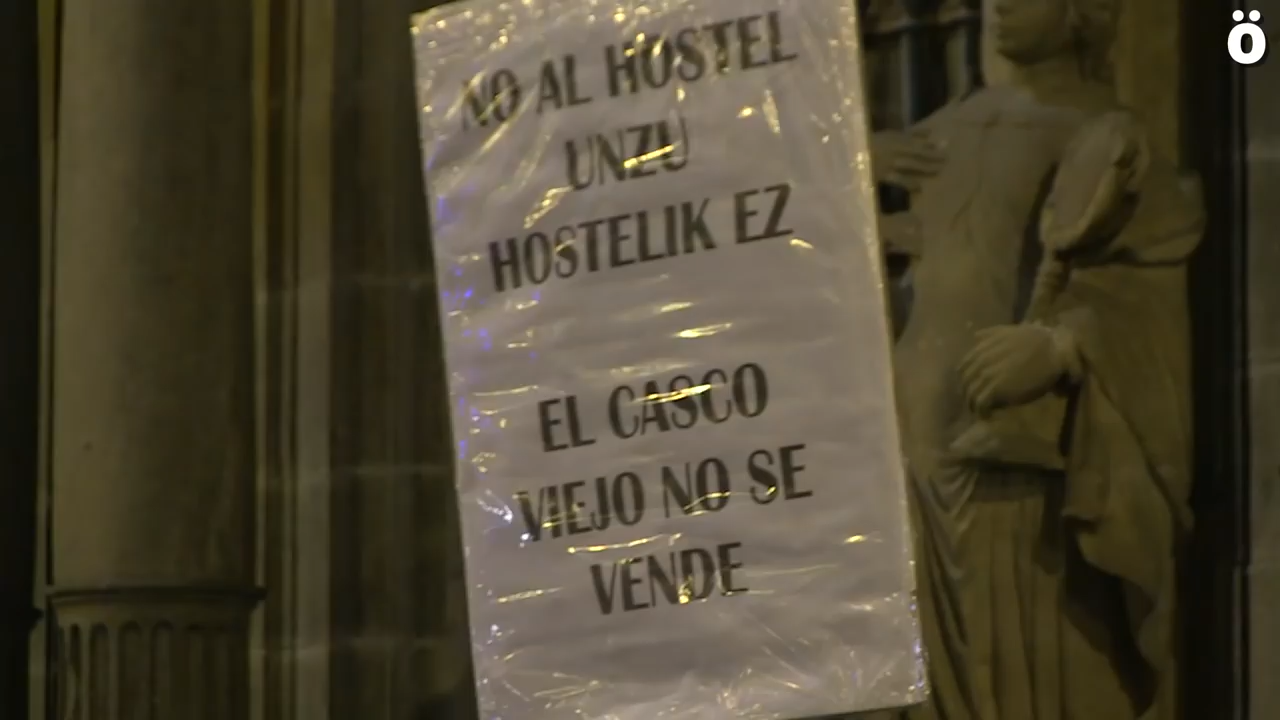 ö
NO AL HOSTEL
UNZU
HOSTELIK EZ
EL CASCO
VIEJO NO SE
VENDE